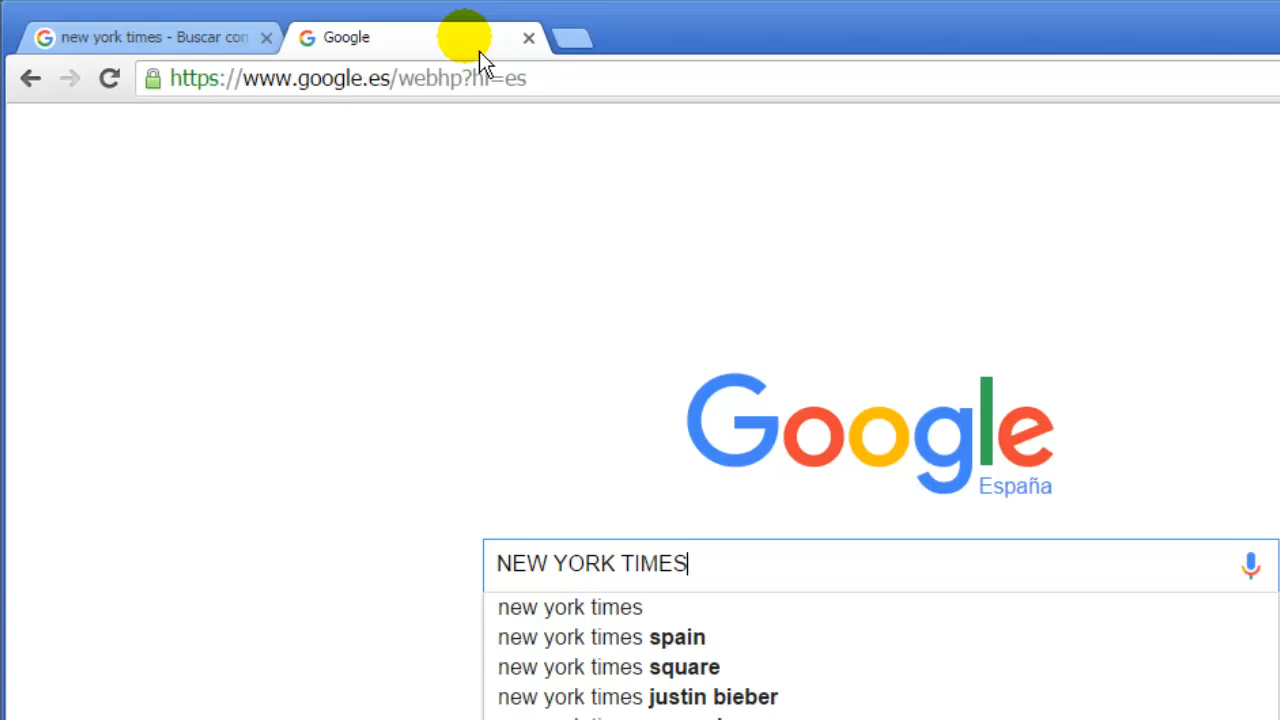 new york times - Buscar con
Google
https://www.google.es/webhp?hl=es
Google
España
NEW YORK TIMES
new york times
new york times spain
new york times square
new york times justin bieber